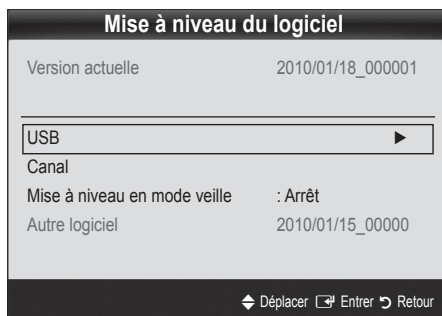 Mise à niveau du logiciel
Version actuelle 2010/01/18_000001
USB ►
Canal
Mise à niveau en mode veille : Arrêt
Autre logiciel 2010/01/15_00000
Déplacer Entrer Retour